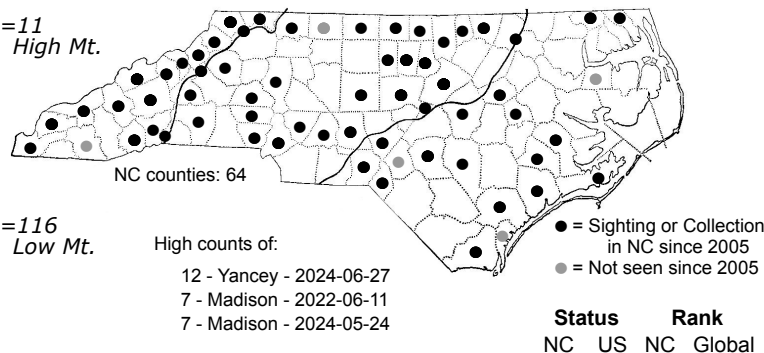 =11
High Mt.
NC counties: 64
=116
Low Mt.
High counts of:
12 - Yancey - 2024-06-27
7 - Madison - 2022-06-11
7 - Madison - 2024-05-24
● = Sighting or Collection
in NC since 2005
● = Not seen since 2005
Status Rank
NC US NC Global